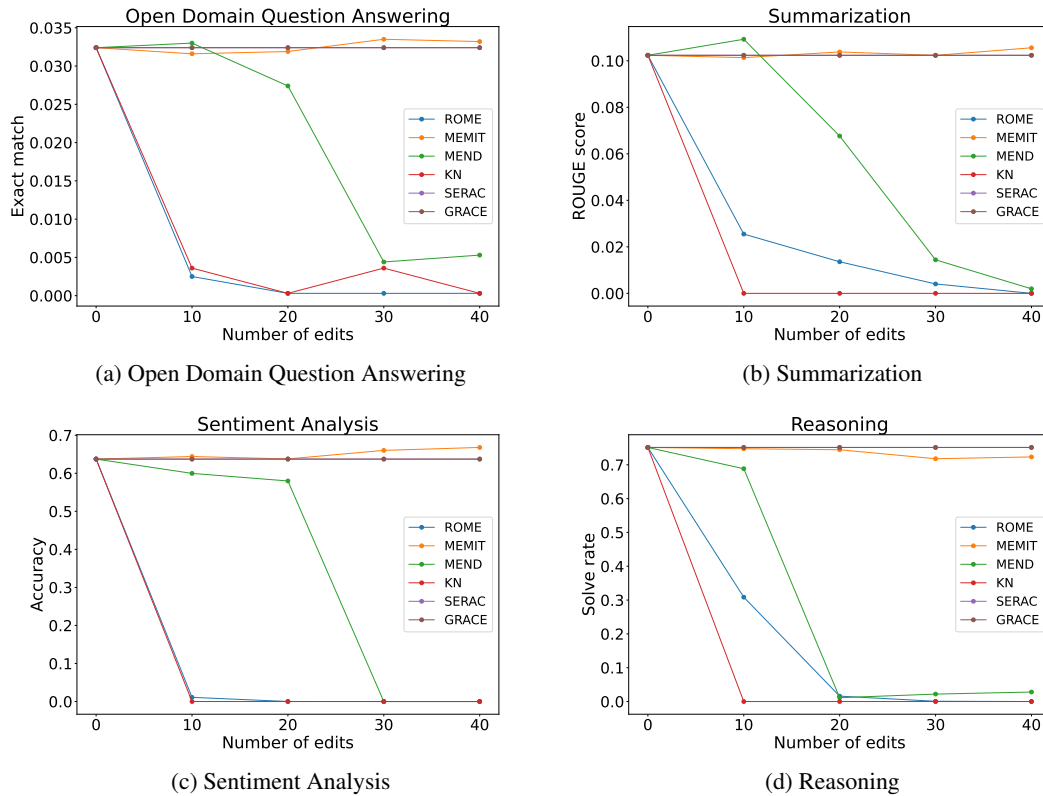 Open Domain Question Answering
0.035
0.030
0.025
0.020
0.015
0.010
0.005
0.000
Exact match
ROME
MEMIT
MEND
KN
SERAC
GRACE
0 10 20 30 40
Number of edits
(a) Open Domain Question Answering
Summarization
0.10
0.08
0.06
0.04
0.02
0.00
ROUGE score
ROME
MEMIT
MEND
KN
SERAC
GRACE
0 10 20 30 40
Number of edits
(b) Summarization
Sentiment Analysis
0.7
0.6
0.5
0.4
0.3
0.2
0.1
0.0
Accuracy
ROME
MEMIT
MEND
KN
SERAC
GRACE
0 10 20 30 40
Number of edits
(c) Sentiment Analysis
Reasoning
0.7
0.6
0.5
0.4
0.3
0.2
0.1
0.0
Solve rate
ROME
MEMIT
MEND
KN
SERAC
GRACE
0 10 20 30 40
Number of edits
(d) Reasoning